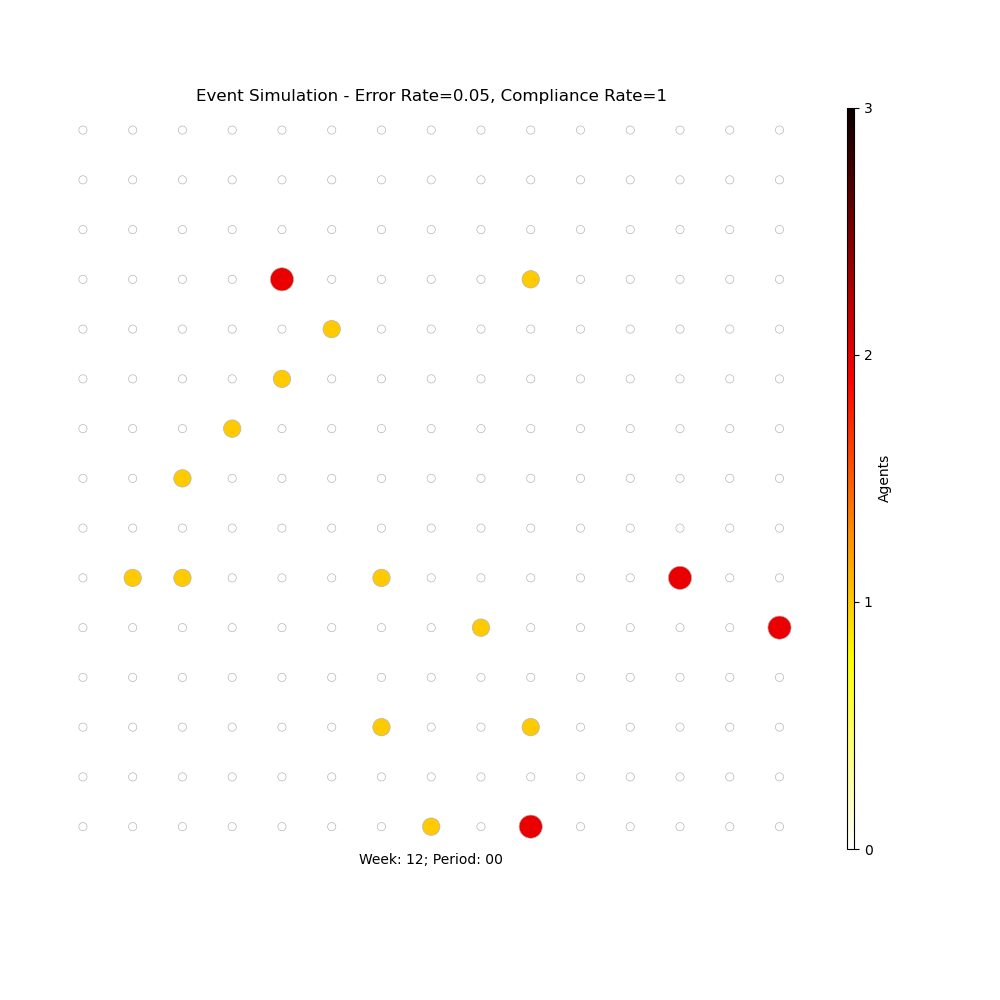 Event Simulation - Error Rate=0.05, Compliance Rate=1
3
2
Agents
1
0
Week: 12; Period: 00